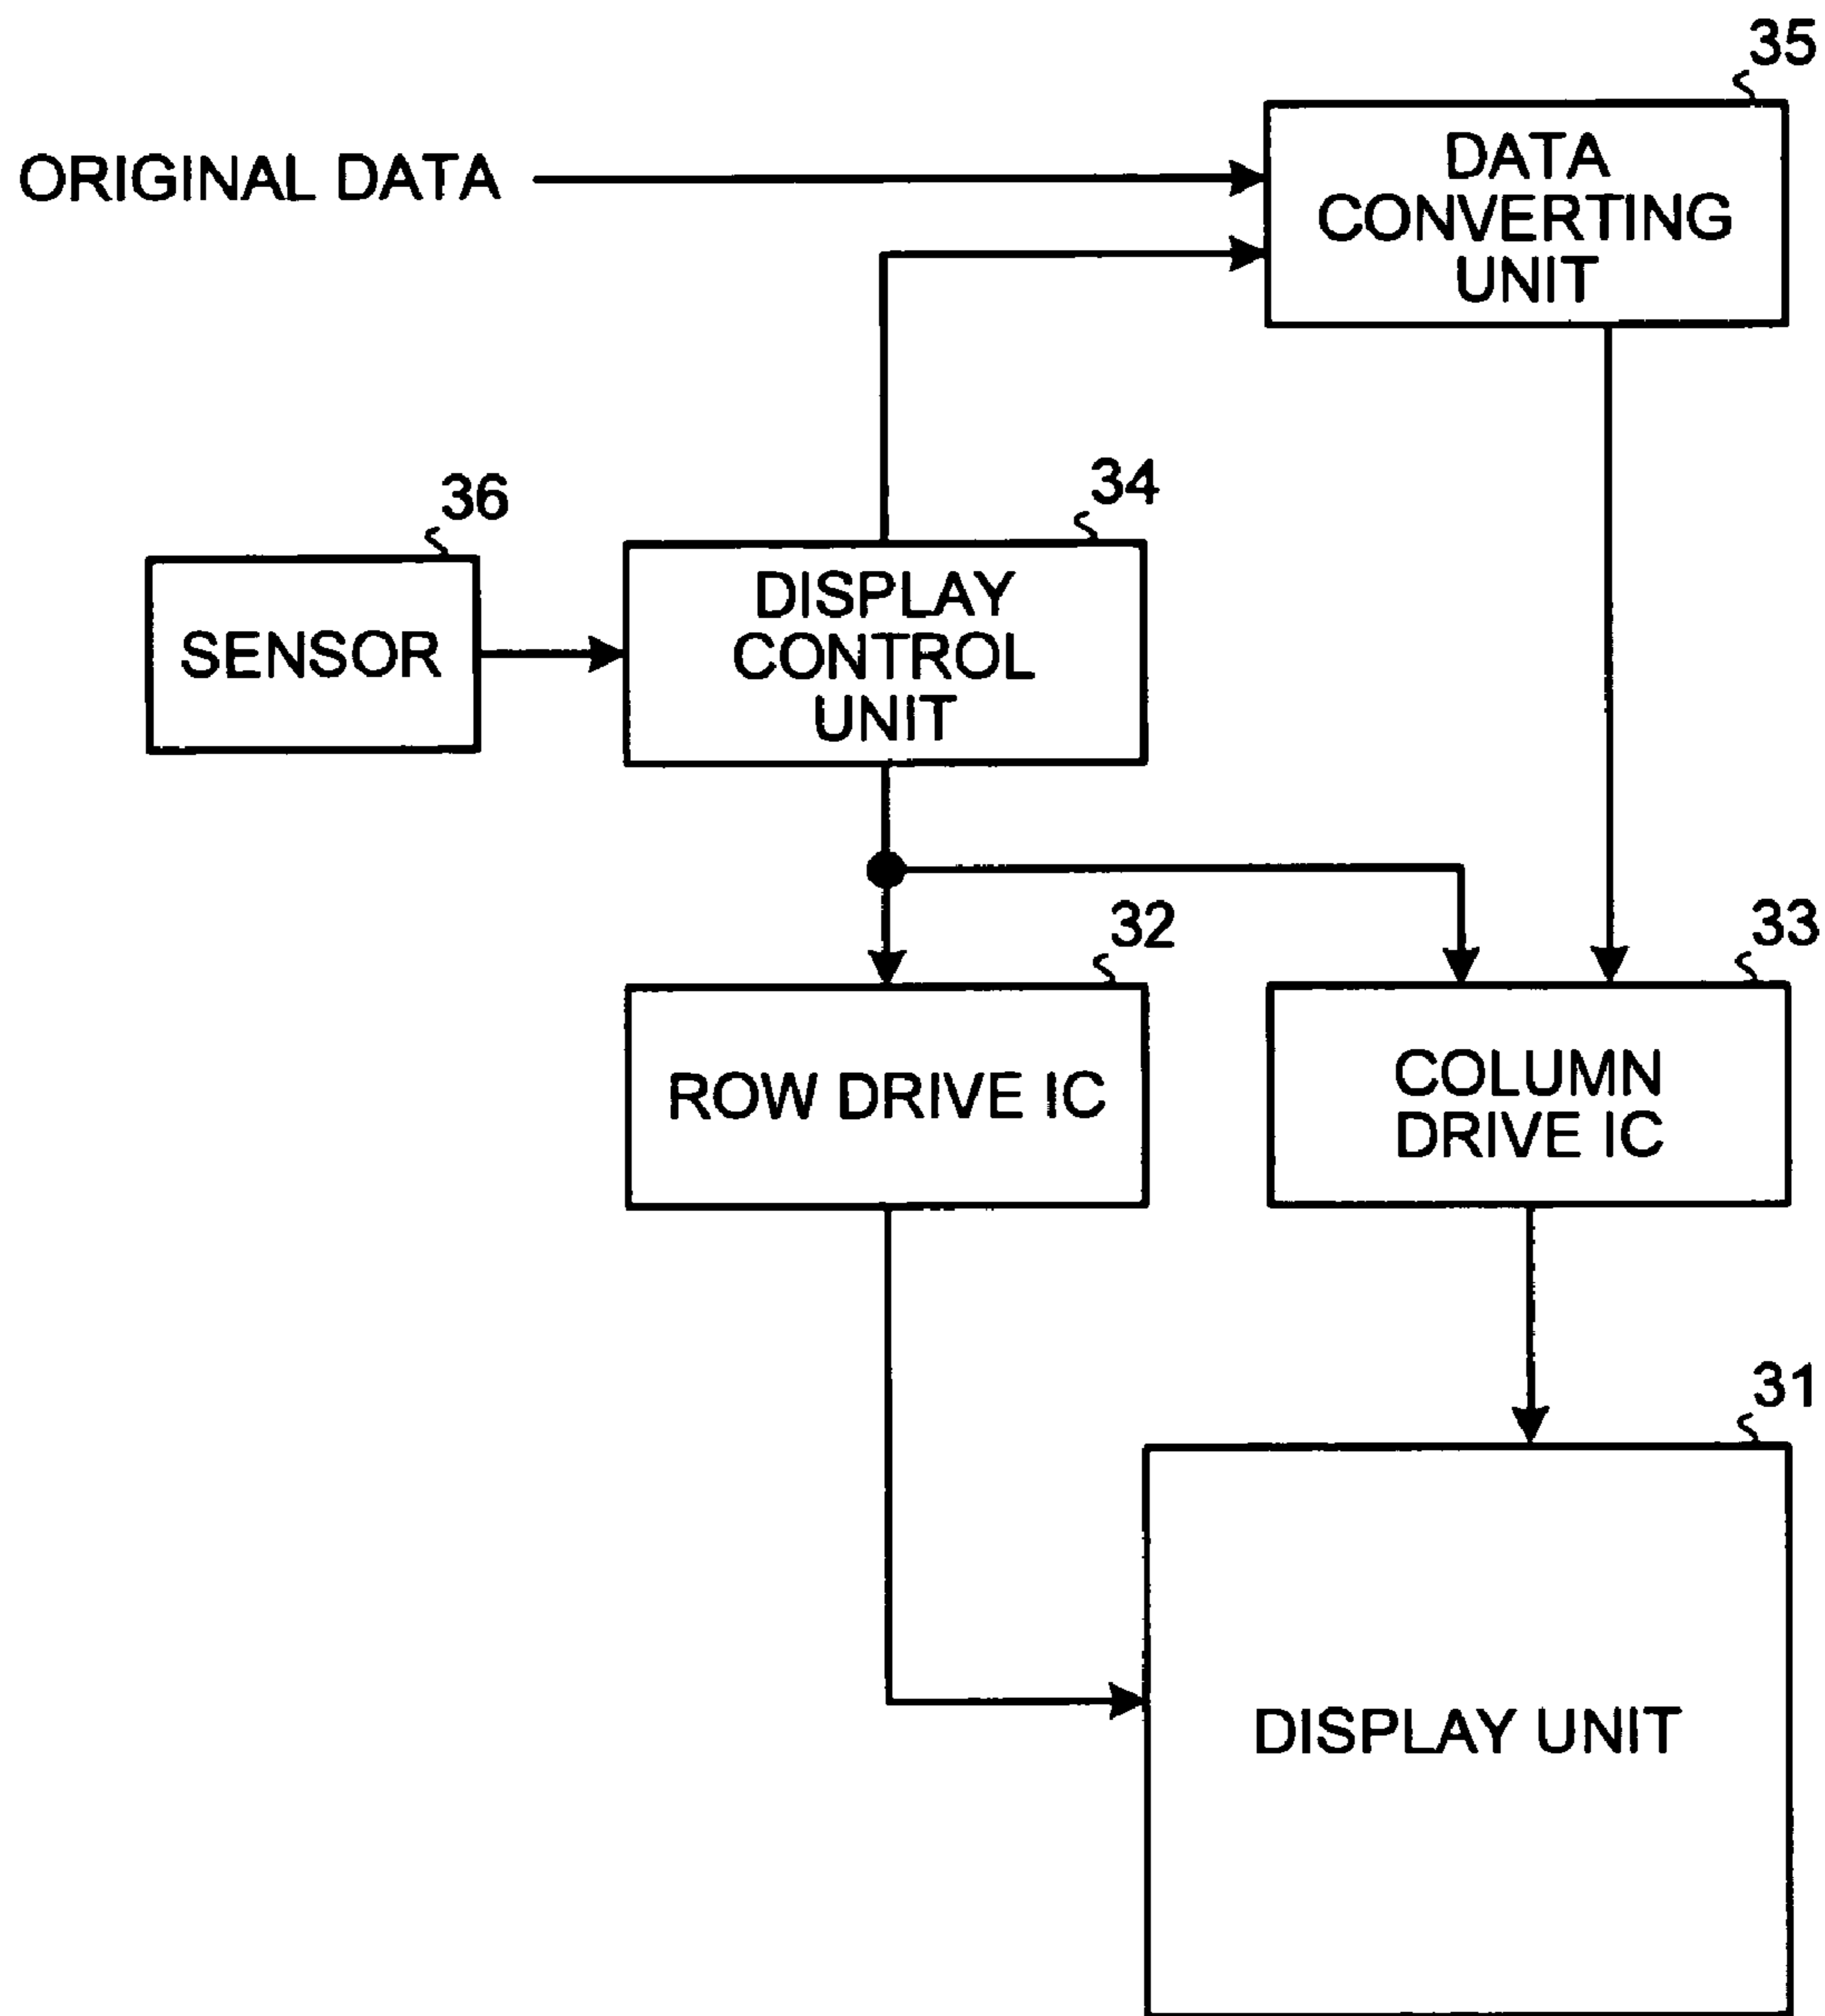 35
ORIGINAL DATA
DATA
CONVERTING
UNIT
36
34
SENSOR
DISPLAY
CONTROL
UNIT
32
33
ROW DRIVE IC
COLUMN
DRIVE IC
31
DISPLAY UNIT